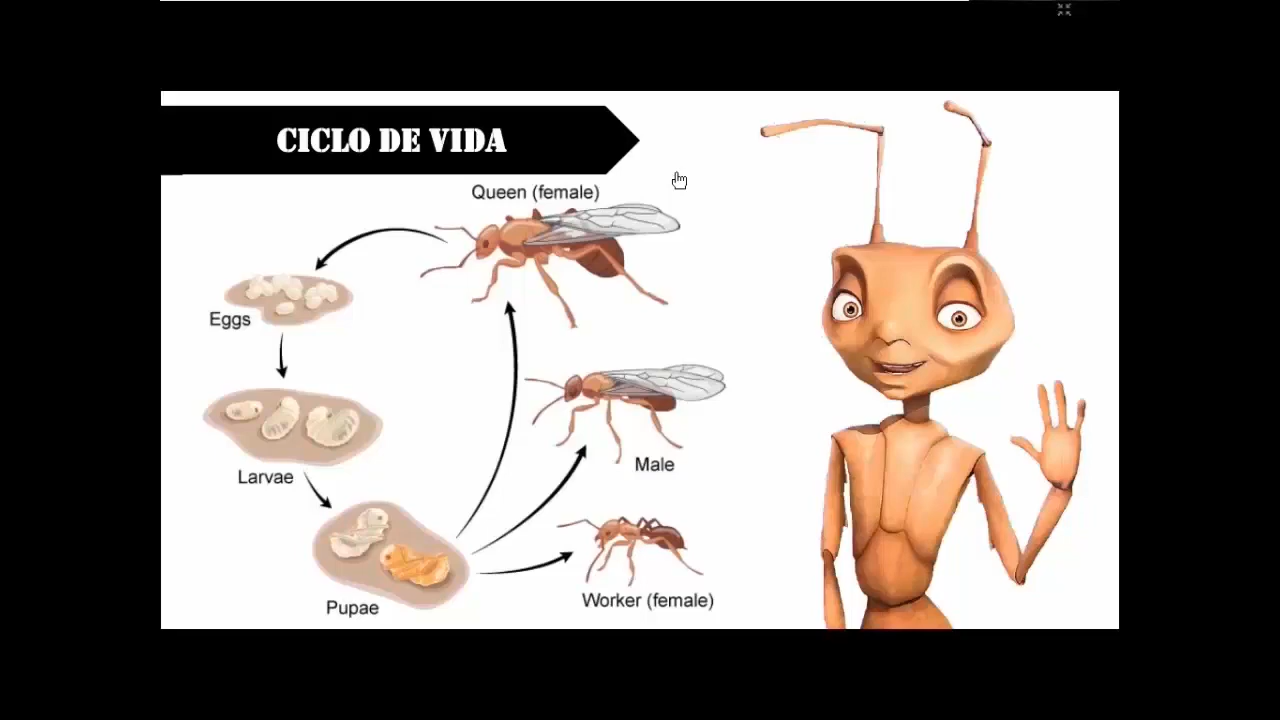 CICLO DE VIDA
Queen (female)
Eggs
Male
Larvae
Worker (female)
Pupae